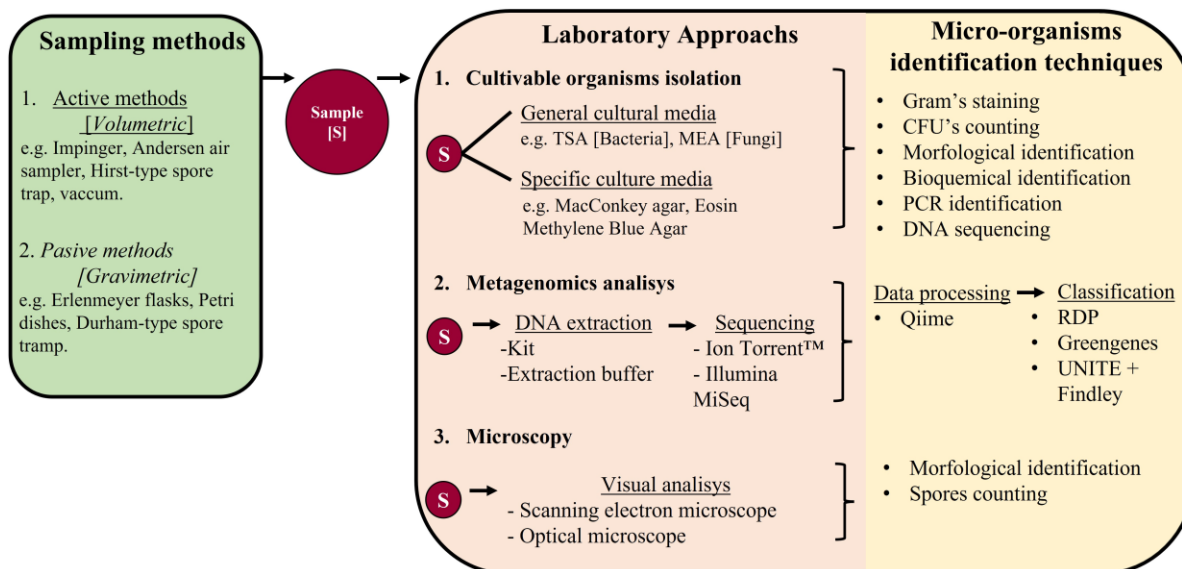 Sampling methods
1. Active methods
[Volumetric]
e.g. Impinger, Andersen air
sampler, Hirst-type spore
trap, vaccum.
2. Pasive methods
[Gravimetric]
e.g. Erlenmeyer flasks, Petri
dishes, Durham-type spore
tramp.
Sample
[S]
Laboratory Approachs
1. Cultivable organisms isolation
S
General cultural media
e.g. TSA [Bacteria], MEA [Fungi]
Specific culture media
e.g. MacConkey agar, Eosin
Methylene Blue Agar
2. Metagenomics analisys
S
DNA extraction
-Kit
-Extraction buffer
Sequencing
- Ion Torrent™
- Illumina
MiSeq
3. Microscopy
S
Visual analisys
- Scanning electron microscope
- Optical microscope
Micro-organisms
identification techniques
• Gram's staining
• CFU's counting
• Morfological identification
• Bioquemical identification
• PCR identification
• DNA sequencing
Data processing
• Qiime
Classification
• RDP
• Greengenes
• UNITE +
Findley
• Morfological identification
• Spores counting